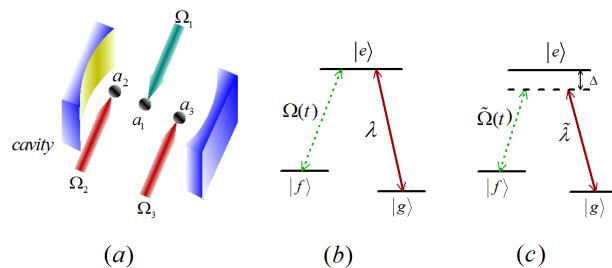 Ω₁
a₂
a₃
a₁
cavity
Ω₂
Ω₃
(a)
|e⟩
Ω(t)
λ
|f⟩
|g⟩
(b)
|e⟩
Δ
Ω̃(t)
λ̃
|f⟩
|g⟩
(c)